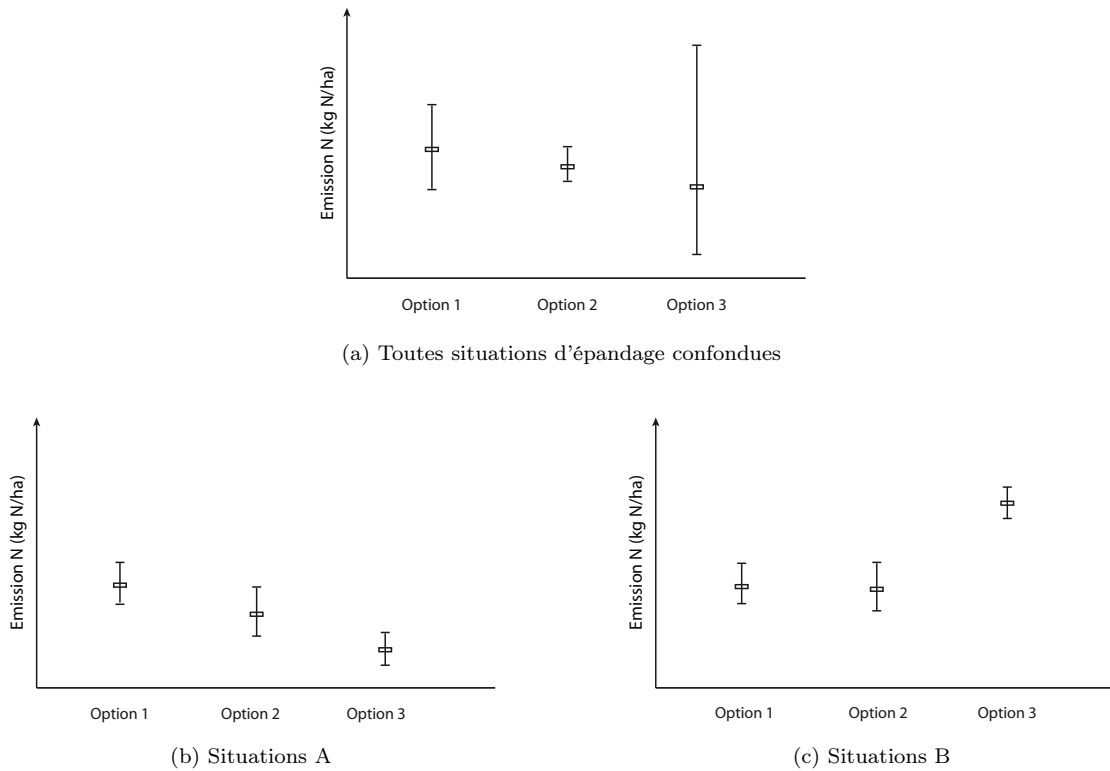 Emission N (kg N/ha)
Option 1 Option 2 Option 3
(a) Toutes situations d'épandage confondues
Emission N (kg N/ha)
Option 1 Option 2 Option 3
(b) Situations A
Emission N (kg N/ha)
Option 1 Option 2 Option 3
(c) Situations B